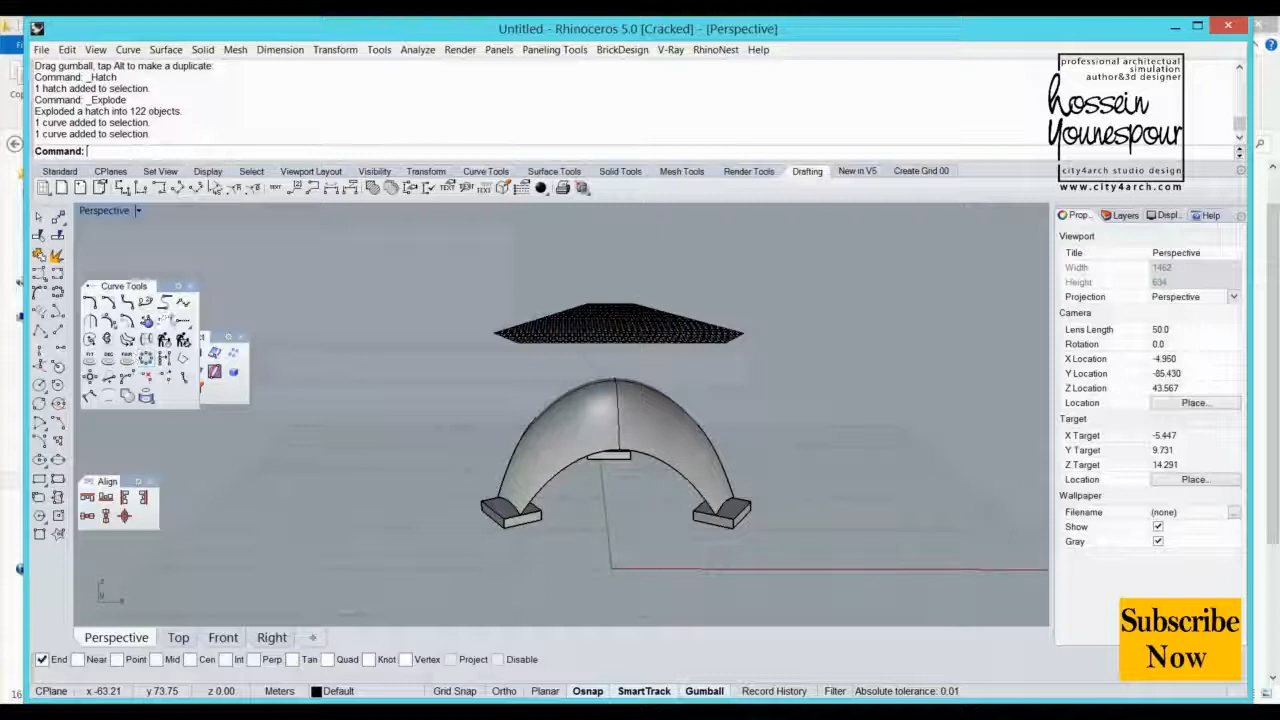 Untitled - Rhinoceros 5.0 [Cracked] - [Perspective]
File Edit View Curve Surface Solid Mesh Dimension Transform Tools Analyze Render Panels Paneling Tools BrickDesign V-Ray RhinoNest Help
Drag gumball, tap Alt to make a duplicate:
Command: _Hatch
1 hatch added to selection.
Command: _Explode
Exploded a hatch into 122 objects.
1 curve added to selection.
1 curve added to selection.
Command:
professional architectural
simulation
author&3d designer
hossein
Younespour
city4arch studio design
www.city4arch.com
Standard CPlanes Set View Display Select Viewport Layout Visibility Transform Curve Tools Surface Tools Solid Tools Mesh Tools Render Tools Drafting New in V5 Create Grid 00
Perspective
Curve Tools
Align
Prop... Layers Displ... Help
Viewport
Title Perspective
Width 1462
Height 634
Projection Perspective
Camera
Lens Length 50.0
Rotation 0.0
X Location -4.950
Y Location -85.430
Z Location 43.567
Location Place...
Target
X Target -5.447
Y Target 9.731
Z Target 14.291
Location Place...
Wallpaper
Filename (none)
Show
Gray
Subscribe
Now
Perspective Top Front Right
End Near Point Mid Cen Int Perp Tan Quad Knot Vertex Project Disable
CPlane x -63.21 y 73.75 z 0.00 Meters Default Grid Snap Ortho Planar Osnap SmartTrack Gumball Record History Filter Absolute tolerance: 0.01